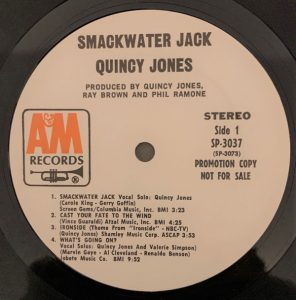 SMACKWATER JACK
QUINCY JONES
PRODUCED BY QUINCY JONES,
RAY BROWN AND PHIL RAMONE
STEREO
Side 1
SP-3037
(SP-3073)
PROMOTION COPY
NOT FOR SALE
A&M
RECORDS
1. SMACKWATER JACK Vocal Solo: Quincy Jones
(Carole King - Gerry Goffin)
Screen Gems/Columbia Music, Inc. BMI 3:23
2. CAST YOUR FATE TO THE WIND
(Vince Guaraldi) Atzal Music, Inc. BMI 4:25
3. IRONSIDE (Theme From "Ironside" - NBC-TV)
(Quincy Jones) Shamley Music Corp. ASCAP 3:53
4. WHAT'S GOING ON?
Vocal Solos: Quincy Jones And Valerie Simpson)
(Marvin Gaye - Al Cleveland - Renaldo Benson)
Jobete Music Co. BMI 9:52